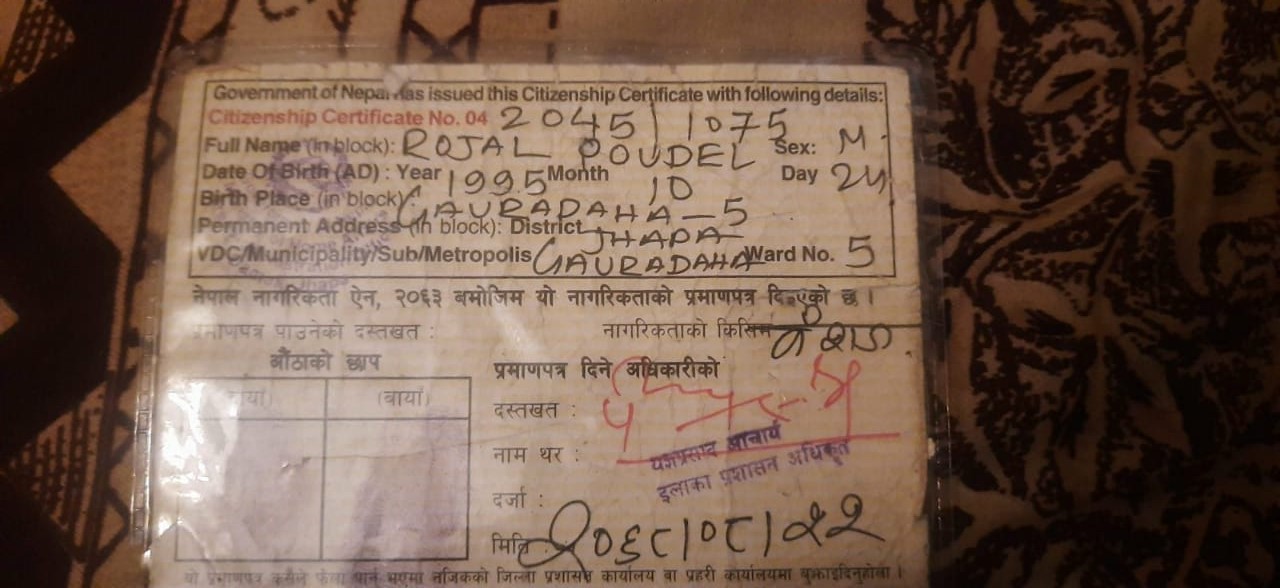 Government of Nepal has issued this Citizenship Certificate with following details:
Citizenship Certificate No. 04 2045/1075
Full Name (in block): ROJAL POUDEL Sex: M.
Date Of Birth (AD) : Year 1995 Month 10 Day 24
Birth Place (in block): GAURADAHA-5
Permanent Address (in block): District JHAPA
VDC/Municipality/Sub/Metropolis GAURADAHA Ward No. 5
नेपाल नागरिकता ऐन, २०६३ बमोजिम यो नागरिकताको प्रमाणपत्र दिइएको छ ।
प्रमाणपत्र पाउनेको दस्तखत : नागरिकताको किसिम वंशज
औंठाको छाप प्रमाणपत्र दिने अधिकारीको
(दायाँ) (बायाँ)
दस्तखत :
नाम थर : यज्ञप्रसाद आचार्य
इलाका प्रशासन अधिकृत
दर्जा :
मिति : २०६८।०८।२२
यो प्रमाणपत्र कसैले फेला पारे भएमा नजिकको जिल्ला प्रशासन कार्यालय वा प्रहरी कार्यालयमा बुझाइदिनुहोला ।